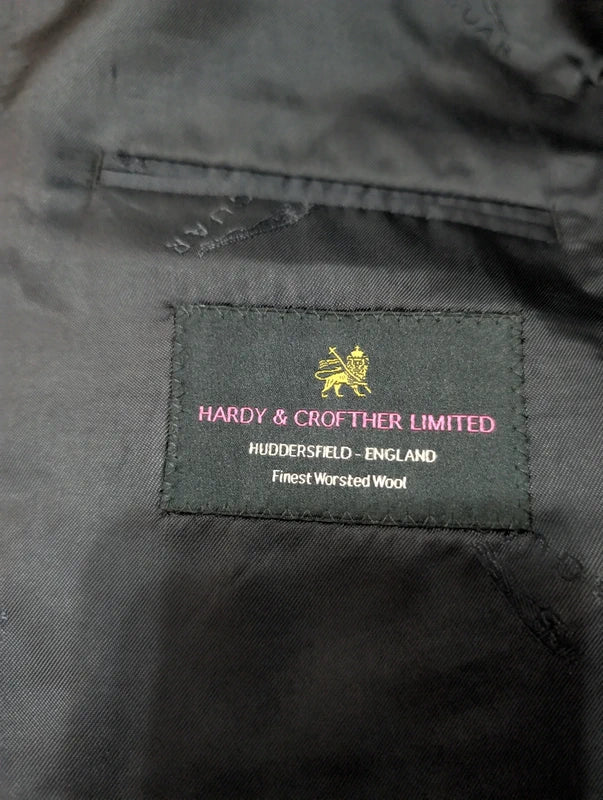 HARDY & CROFTHER LIMITED
HUDDERSFIELD - ENGLAND
Finest Worsted Wool